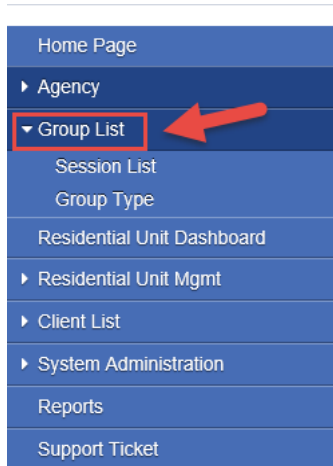 Home Page
Agency
Group List
Session List
Group Type
Residential Unit Dashboard
Residential Unit Mgmt
Client List
System Administration
Reports
Support Ticket